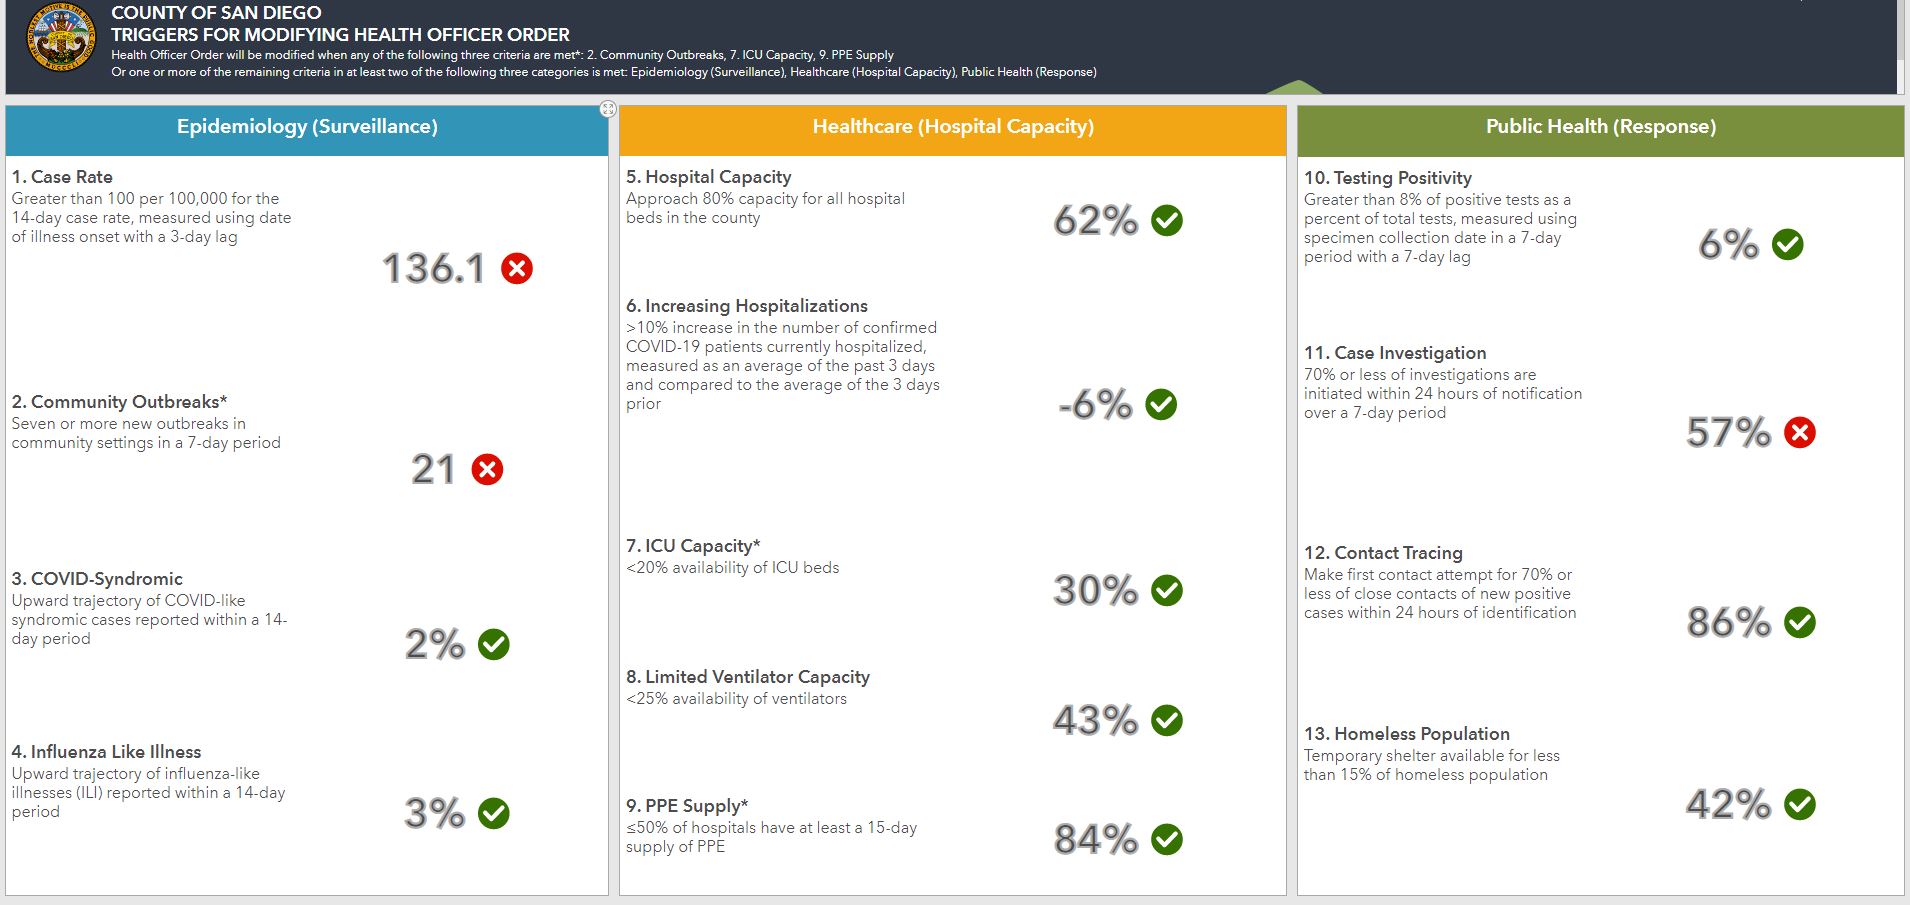 COUNTY OF SAN DIEGO
TRIGGERS FOR MODIFYING HEALTH OFFICER ORDER
Health Officer Order will be modified when any of the following three criteria are met*: 2. Community Outbreaks, 7. ICU Capacity, 9. PPE Supply
Or one or more of the remaining criteria in at least two of the following three categories is met: Epidemiology (Surveillance), Healthcare (Hospital Capacity), Public Health (Response)
Epidemiology (Surveillance)
1. Case Rate
Greater than 100 per 100,000 for the
14-day case rate, measured using date
of illness onset with a 3-day lag
136.1
2. Community Outbreaks*
Seven or more new outbreaks in
community settings in a 7-day period
21
3. COVID-Syndromic
Upward trajectory of COVID-like
syndromic cases reported within a 14-
day period
2%
4. Influenza Like Illness
Upward trajectory of influenza-like
illnesses (ILI) reported within a 14-day
period
3%
Healthcare (Hospital Capacity)
5. Hospital Capacity
Approach 80% capacity for all hospital
beds in the county
62%
6. Increasing Hospitalizations
>10% increase in the number of confirmed
COVID-19 patients currently hospitalized,
measured as an average of the past 3 days
and compared to the average of the 3 days
prior
-6%
7. ICU Capacity*
<20% availability of ICU beds
30%
8. Limited Ventilator Capacity
<25% availability of ventilators
43%
9. PPE Supply*
≤50% of hospitals have at least a 15-day
supply of PPE
84%
Public Health (Response)
10. Testing Positivity
Greater than 8% of positive tests as a
percent of total tests, measured using
specimen collection date in a 7-day
period with a 7-day lag
6%
11. Case Investigation
70% or less of investigations are
initiated within 24 hours of notification
over a 7-day period
57%
12. Contact Tracing
Make first contact attempt for 70% or
less of close contacts of new positive
cases within 24 hours of identification
86%
13. Homeless Population
Temporary shelter available for less
than 15% of homeless population
42%